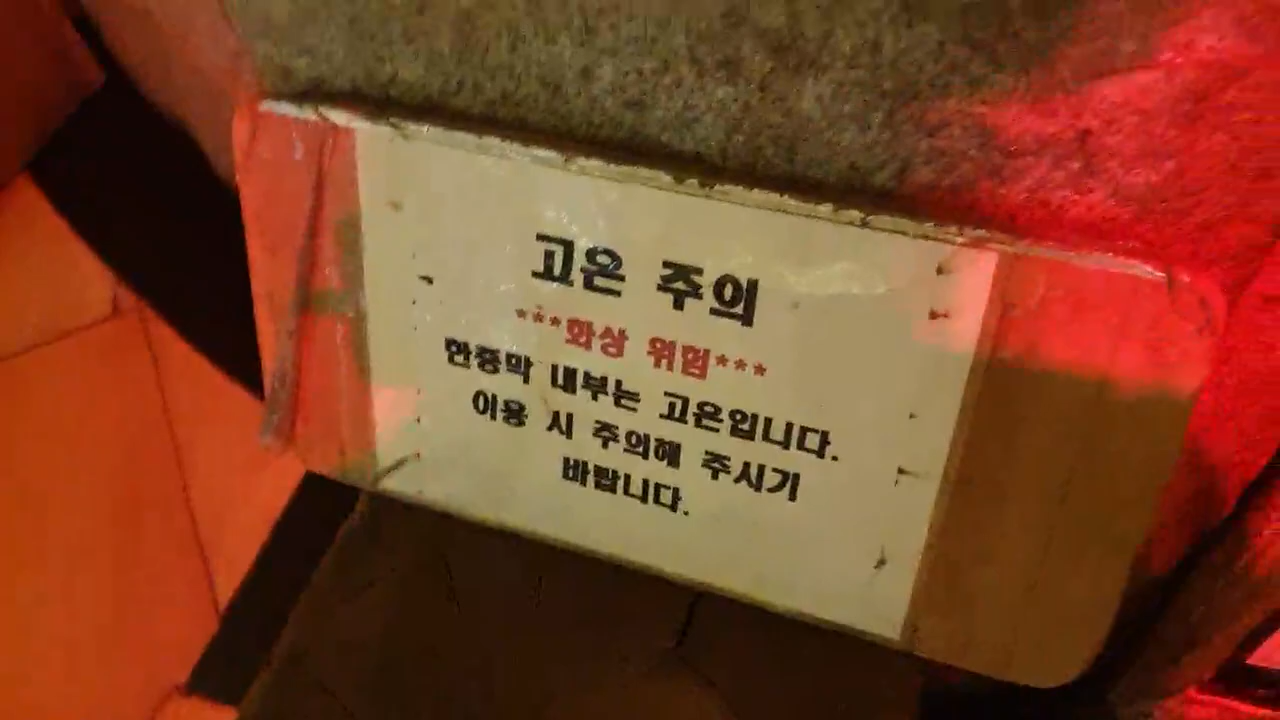 고온 주의
***화상 위험***
한증막 내부는 고온입니다.
이용 시 주의해 주시기
바랍니다.